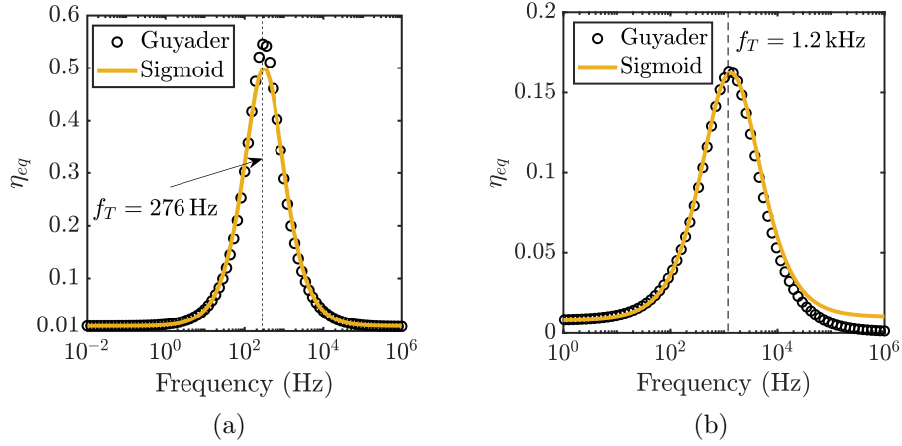 Guyader
Sigmoid
0.6
0.5
0.4
0.3
0.2
0.1
0.01
η_eq
f_T = 276 Hz
10^−2 10^0 10^2 10^4 10^6
Frequency (Hz)
(a)
0.2
0.15
0.1
0.05
0
η_eq
Guyader
Sigmoid
f_T = 1.2 kHz
10^0 10^2 10^4 10^6
Frequency (Hz)
(b)